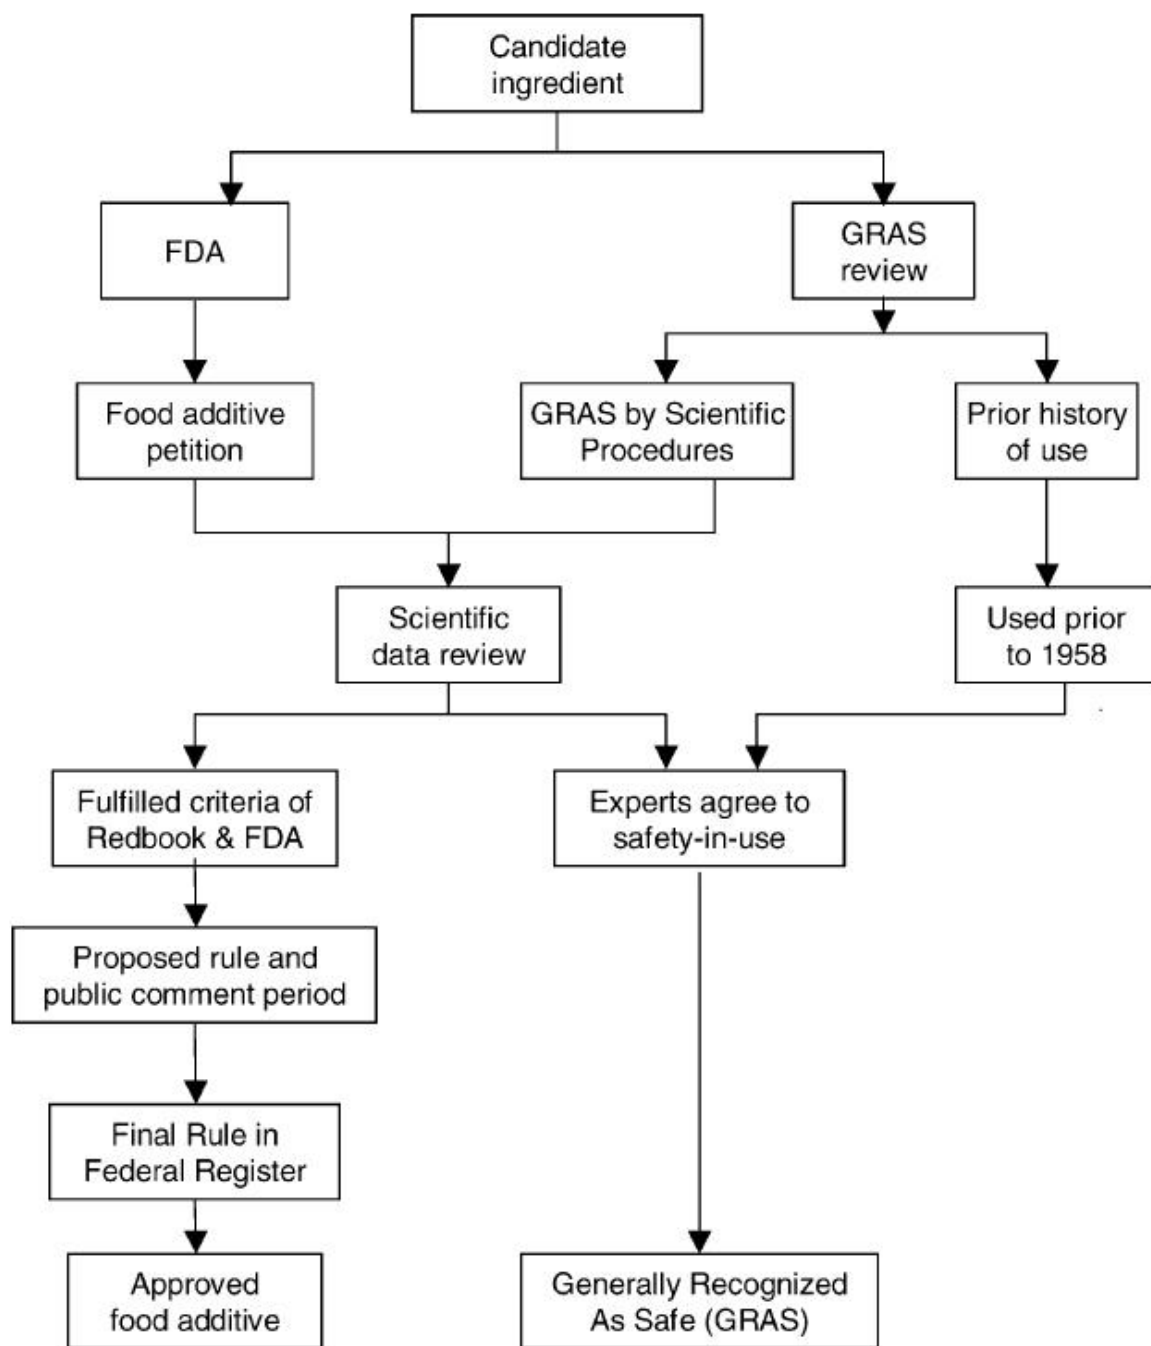 Candidate
ingredient
FDA
GRAS
review
Food additive
petition
GRAS by Scientific
Procedures
Prior history
of use
Scientific
data review
Used prior
to 1958
Fulfilled criteria of
Redbook & FDA
Experts agree to
safety-in-use
Proposed rule and
public comment period
Final Rule in
Federal Register
Approved
food additive
Generally Recognized
As Safe (GRAS)